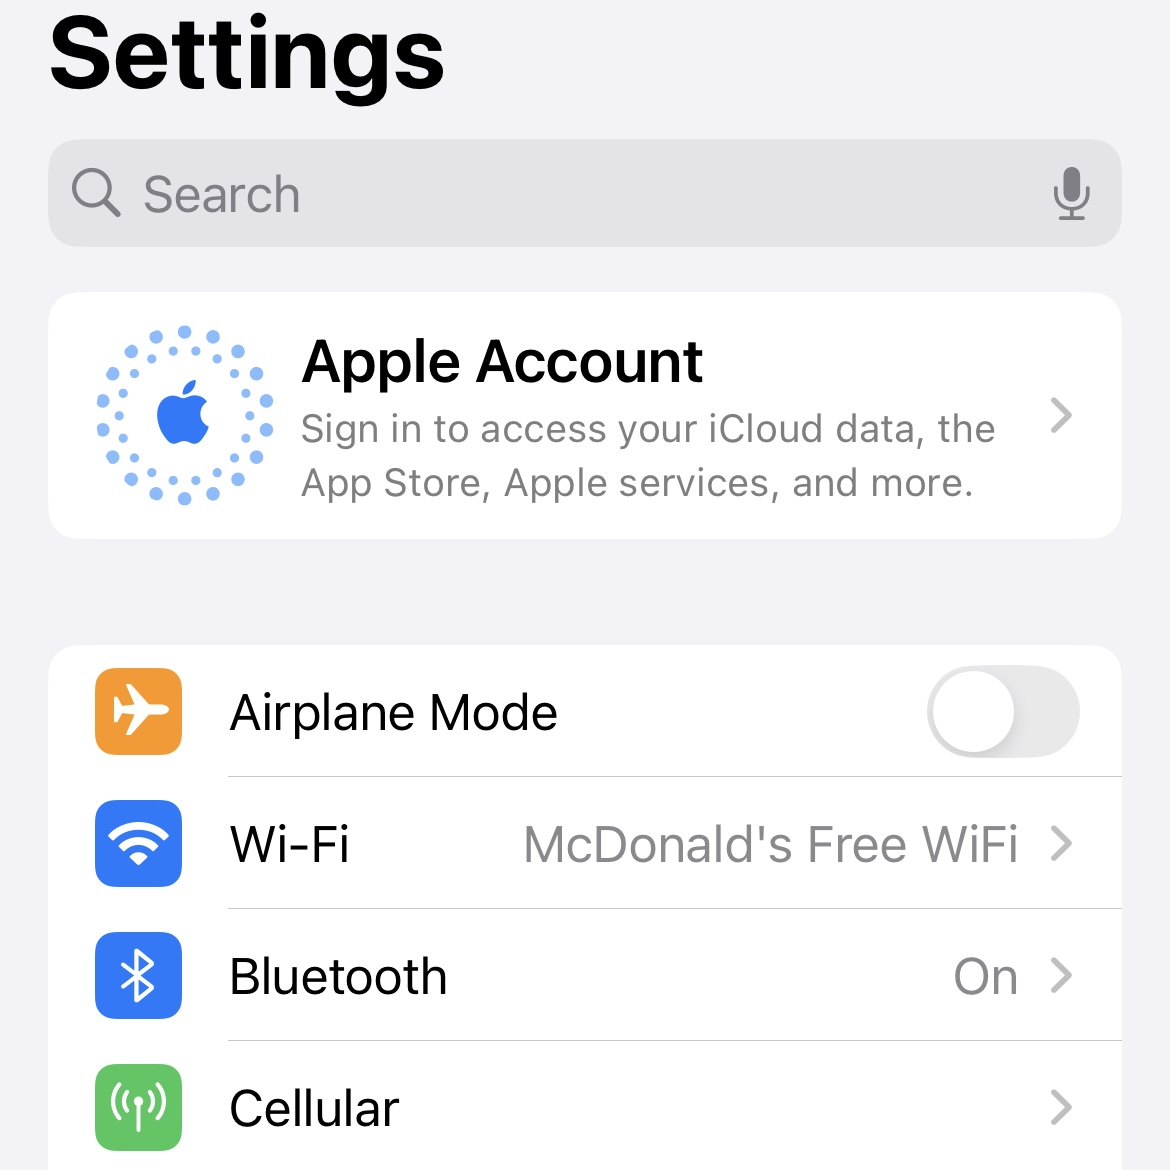 Settings
Search
Apple Account
Sign in to access your iCloud data, the
App Store, Apple services, and more.
Airplane Mode
Wi-Fi McDonald's Free WiFi
Bluetooth On
Cellular